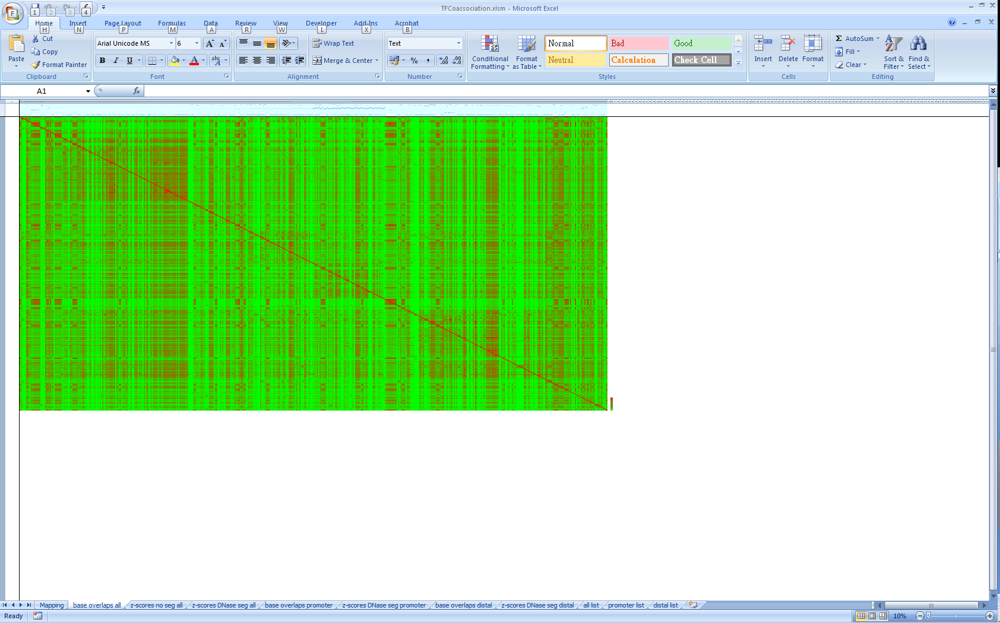 TFCoassociation.xlsm - Microsoft Excel
F 1 2 3 4
Home Insert Page Layout Formulas Data Review View Developer Add-Ins Acrobat
H N P M A R W L X B
Paste
Cut
Copy
Format Painter
Clipboard
Arial Unicode MS 6 A A
B I U A abc
Font
Wrap Text
Merge & Center
Alignment
Text
% , .00 .00
Number
Conditional Formatting
Format as Table
Normal Bad Good
Neutral Calculation Check Cell
Styles
Insert Delete Format
Cells
Σ AutoSum
Fill
Clear
Sort & Filter
Find & Select
Editing
A1 fx
Mapping base overlaps all z-scores no seg all z-scores DNase seg all base overlaps promoter z-scores DNase seg promoter base overlaps distal z-scores DNase seg distal all list promoter list distal list
Ready 10%